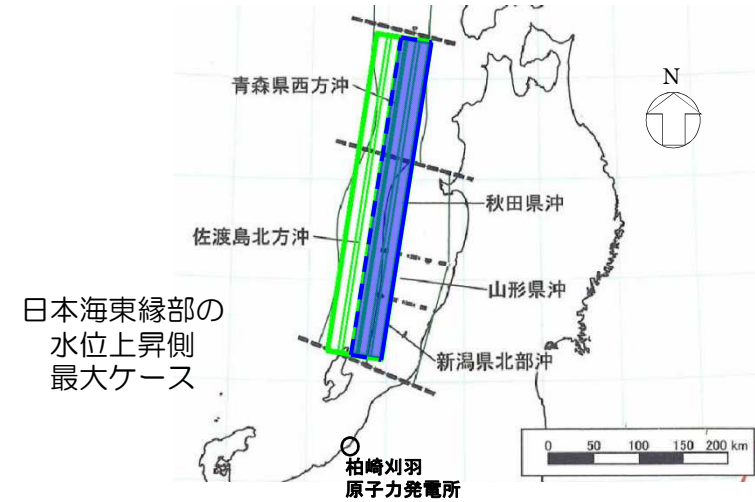 青森県西方沖
N
秋田県沖
佐渡島北方沖
山形県沖
日本海東縁部の
水位上昇側
最大ケース
新潟県北部沖
0 50 100 150 200 km
柏崎刈羽
原子力発電所